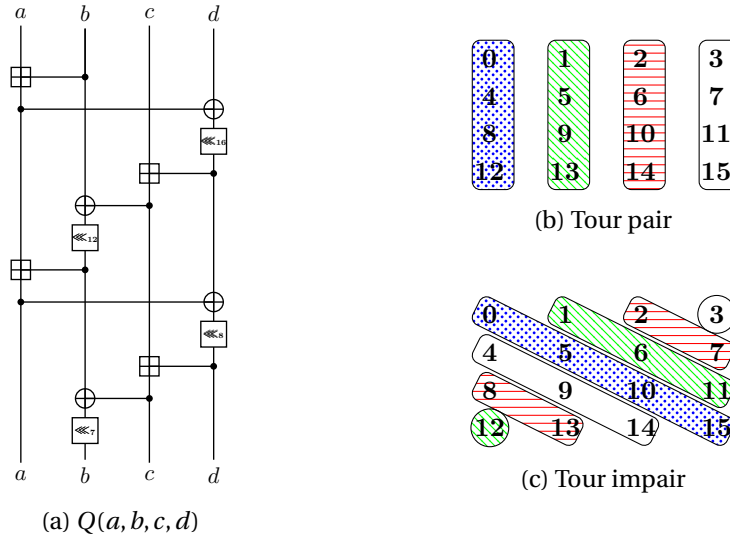 a b c d
⋘16
⋘12
⋘8
⋘7
a b c d
(a) Q(a, b, c, d)
0 1 2 3
4 5 6 7
8 9 10 11
12 13 14 15
(b) Tour pair
0 1 2 3
4 5 6 7
8 9 10 11
12 13 14 15
(c) Tour impair